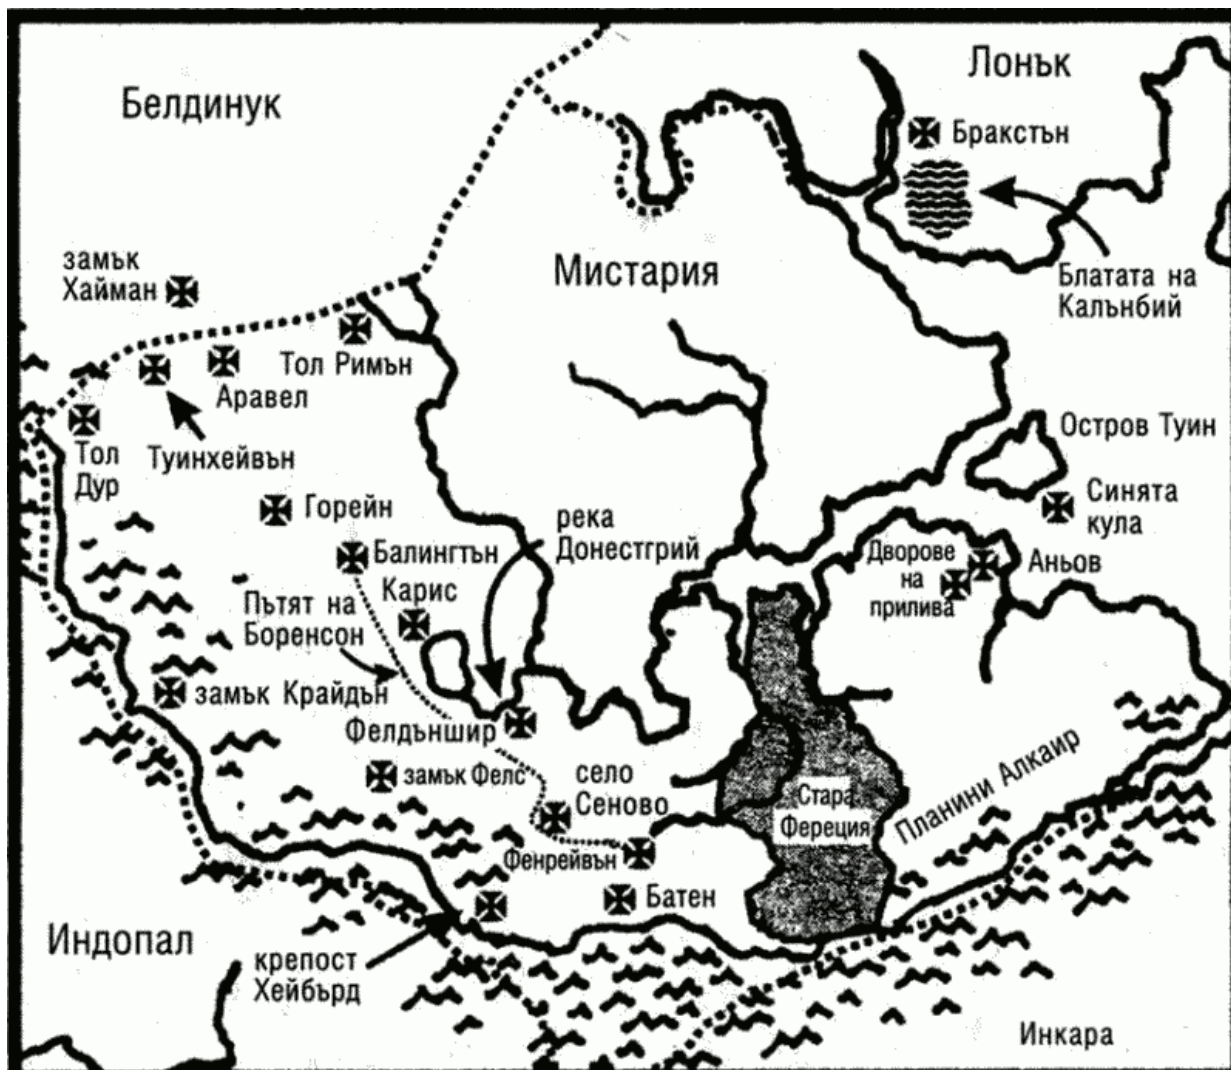 Лонък
Белдинук
Бракстън
замък
Хайман
Мистария
Блатата на
Калънбий
Тол Римън
Аравел
Остров Туин
Тол
Дур
Туинхейвън
Синята
кула
Горейн
река
Донестгрий
Балингтън
Дворове
на
прилива
Аньов
Карис
Пътят на
Боренсон
замък Крайдън
Фелдъншир
замък Фелс
село
Сеново
Планини Алкаир
Стара
Ференция
Фенрейвън
Батен
Индопал
крепост
Хейбърд
Инкара